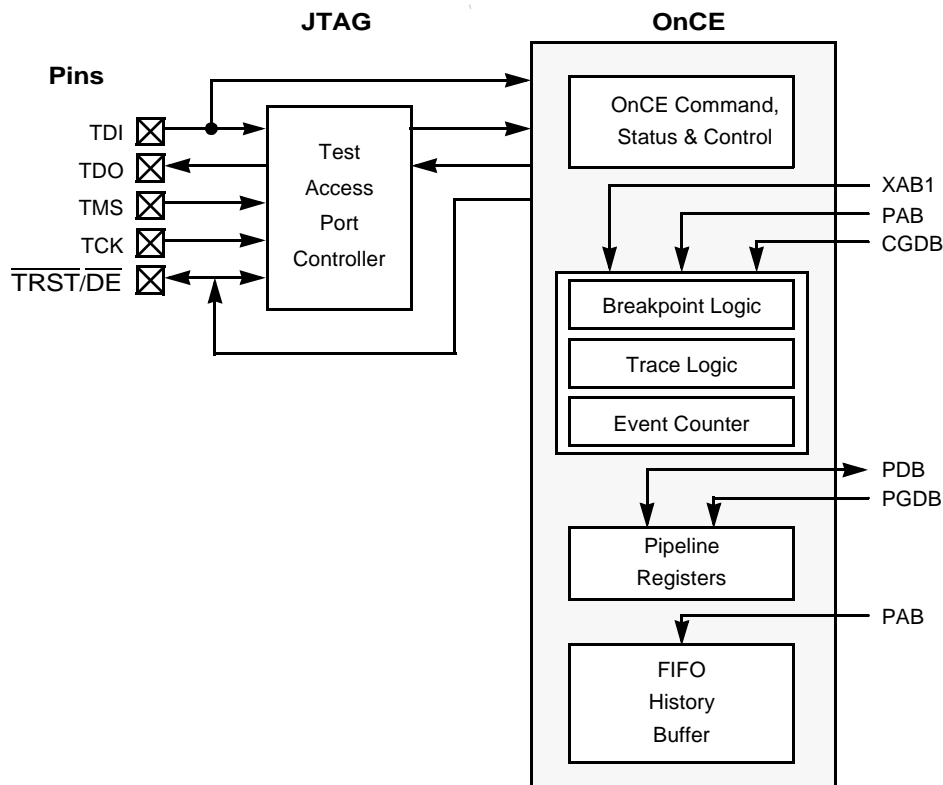 JTAG
OnCE
Pins
TDI
TDO
TMS
TCK
TRST/DE
Test
Access
Port
Controller
OnCE Command,
Status & Control
XAB1
PAB
CGDB
Breakpoint Logic
Trace Logic
Event Counter
PDB
PGDB
Pipeline
Registers
PAB
FIFO
History
Buffer